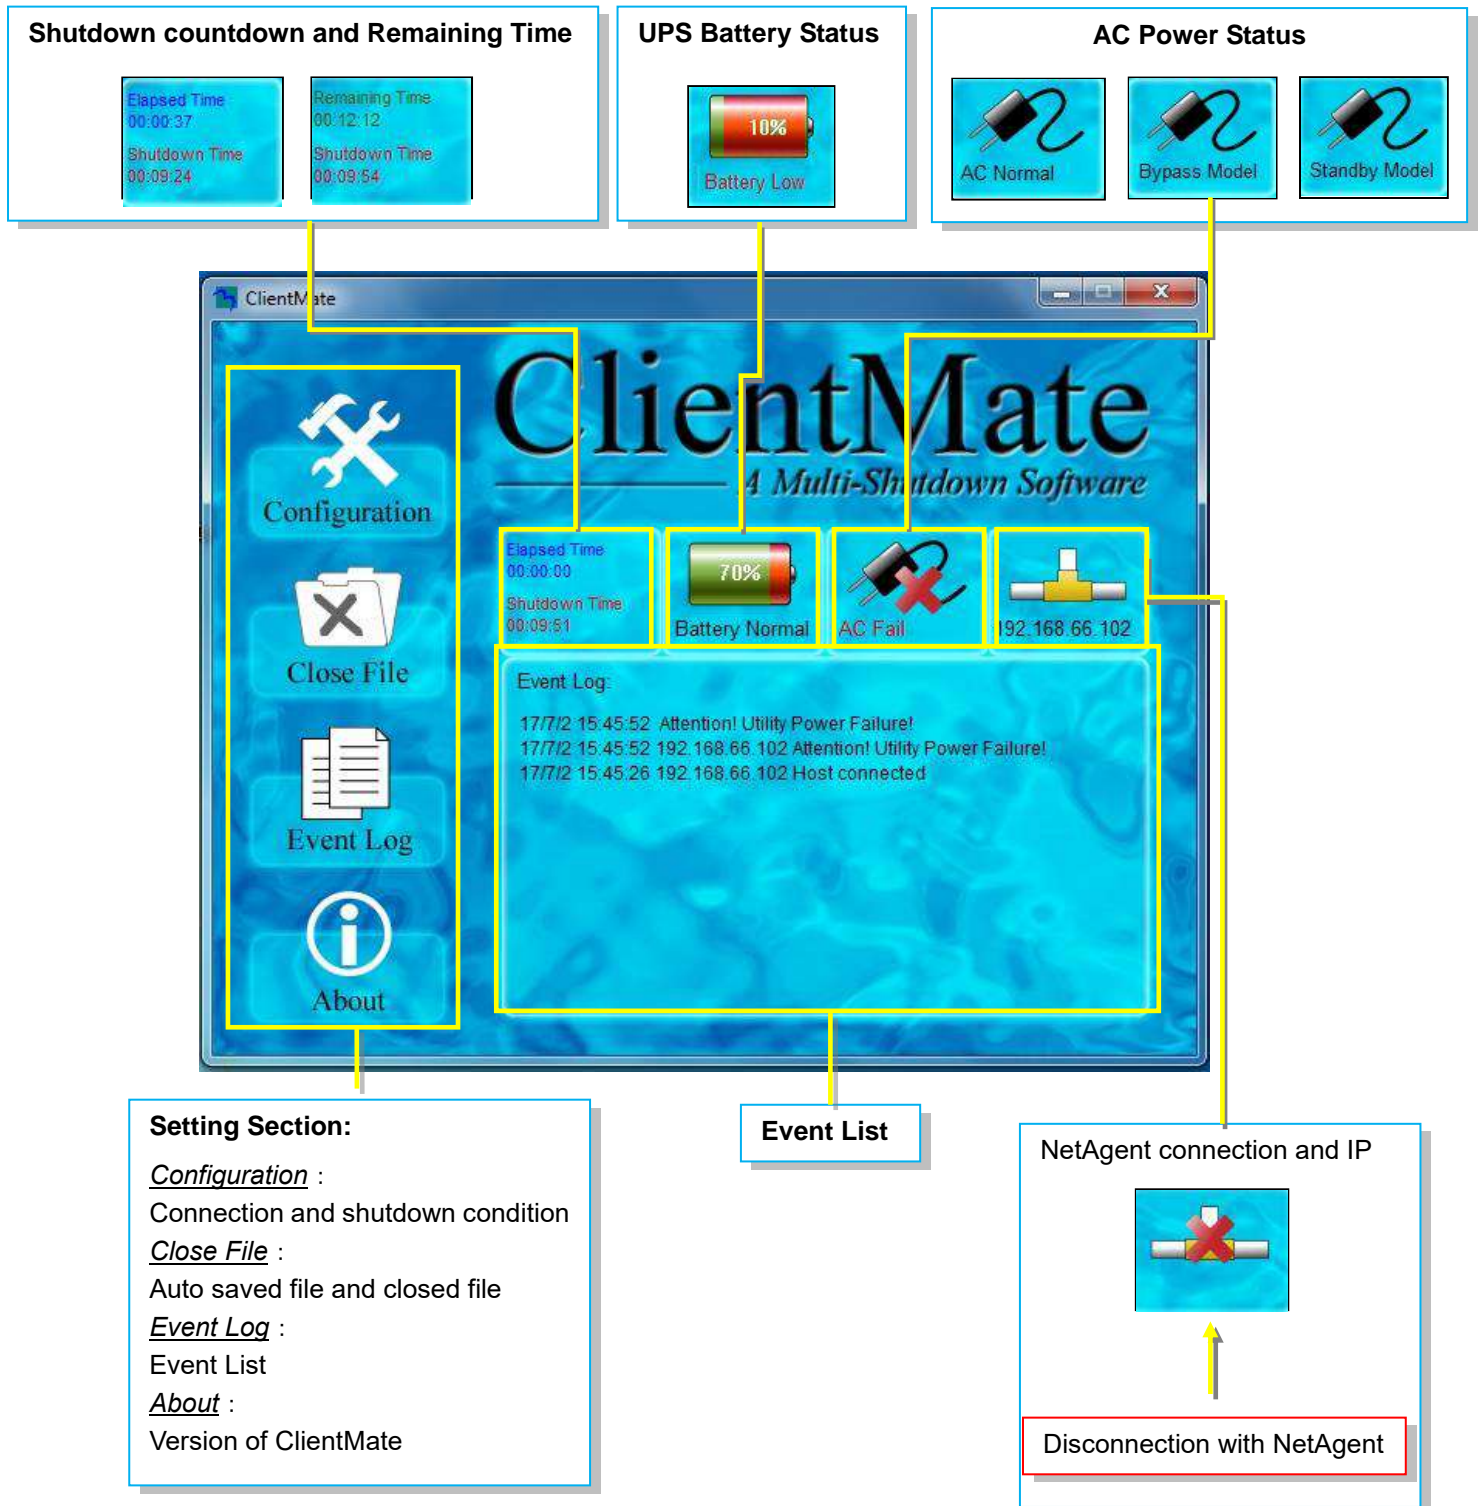 Shutdown countdown and Remaining Time
Elapsed Time
00:00:37
Shutdown Time
00:09:24
Remaining Time
00:12:12
Shutdown Time
00:09:54
UPS Battery Status
10%
Battery Low
AC Power Status
AC Normal
Bypass Model
Standby Model
ClientMate
ClientMate
A Multi-Shutdown Software
Configuration
Close File
Event Log
About
Elapsed Time
00:00:00
Shutdown Time
00:09:51
70%
Battery Normal
AC Fail
192.168.66.102
Event Log:
17/7/2 15:45:52 Attention! Utility Power Failure!
17/7/2 15:45:52 192.168.66.102 Attention! Utility Power Failure!
17/7/2 15:45:26 192.168.66.102 Host connected
Setting Section:
Configuration :
Connection and shutdown condition
Close File :
Auto saved file and closed file
Event Log :
Event List
About :
Version of ClientMate
Event List
NetAgent connection and IP
Disconnection with NetAgent